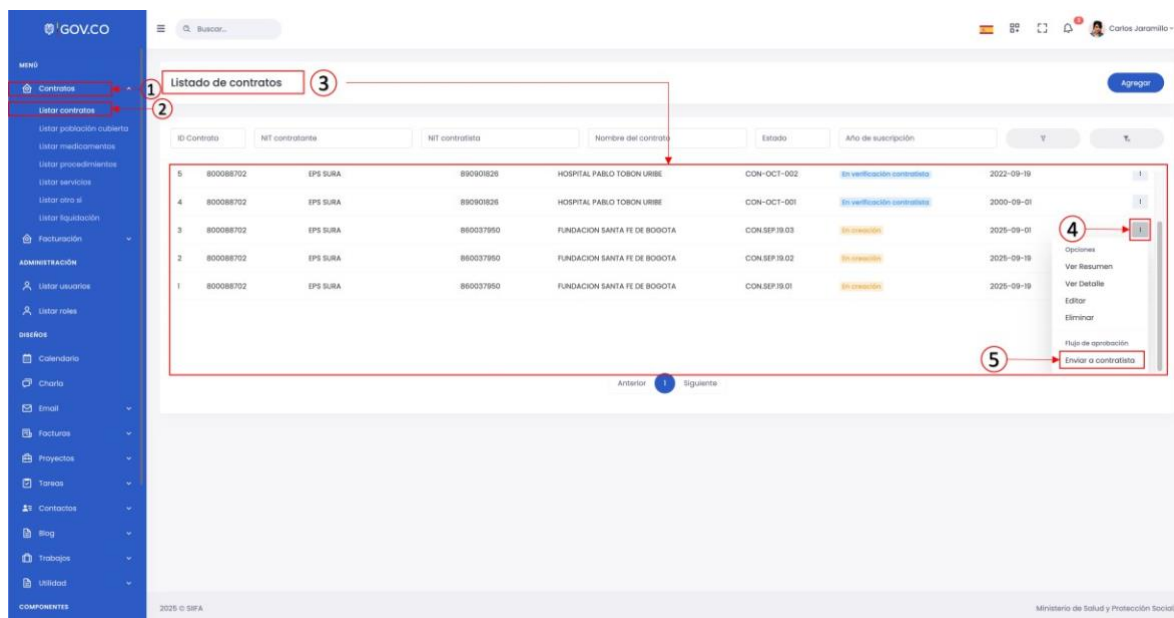 GOV.CO
Buscar...
2
Carlos Jaramillo
MENÚ
Contratos
1
Listar contratos
2
Listar población cubierta
Listar medicamentos
Listar procedimientos
Listar servicios
Listar otro si
Listar liquidación
Facturación
ADMINISTRACIÓN
Listar usuarios
Listar roles
DISEÑOS
Calendario
Charla
Email
Facturas
Proyectos
Tareas
Contactos
Blog
Trabajos
Utilidad
COMPONENTES
Listado de contratos
3
Agregar
ID Contrato NIT contratante NIT contratista Nombre del contrato Estado Año de suscripción
5 800088702 EPS SURA 890901826 HOSPITAL PABLO TOBON URIBE CON-OCT-002 En verificación contratista 2022-09-19
4 800088702 EPS SURA 890901826 HOSPITAL PABLO TOBON URIBE CON-OCT-001 En verificación contratista 2000-09-01
3 800088702 EPS SURA 860037950 FUNDACION SANTA FE DE BOGOTA CON.SEP.19.03 En creación 2025-09-01
2 800088702 EPS SURA 860037950 FUNDACION SANTA FE DE BOGOTA CON.SEP.19.02 En creación 2025-09-19
1 800088702 EPS SURA 860037950 FUNDACION SANTA FE DE BOGOTA CON.SEP.19.01 En creación 2025-09-19
4
Opciones
Ver Resumen
Ver Detalle
Editar
Eliminar
Flujo de aprobación
5
Enviar a contratista
Anterior 1 Siguiente
2025 © SIIFA
Ministerio de Salud y Protección Social